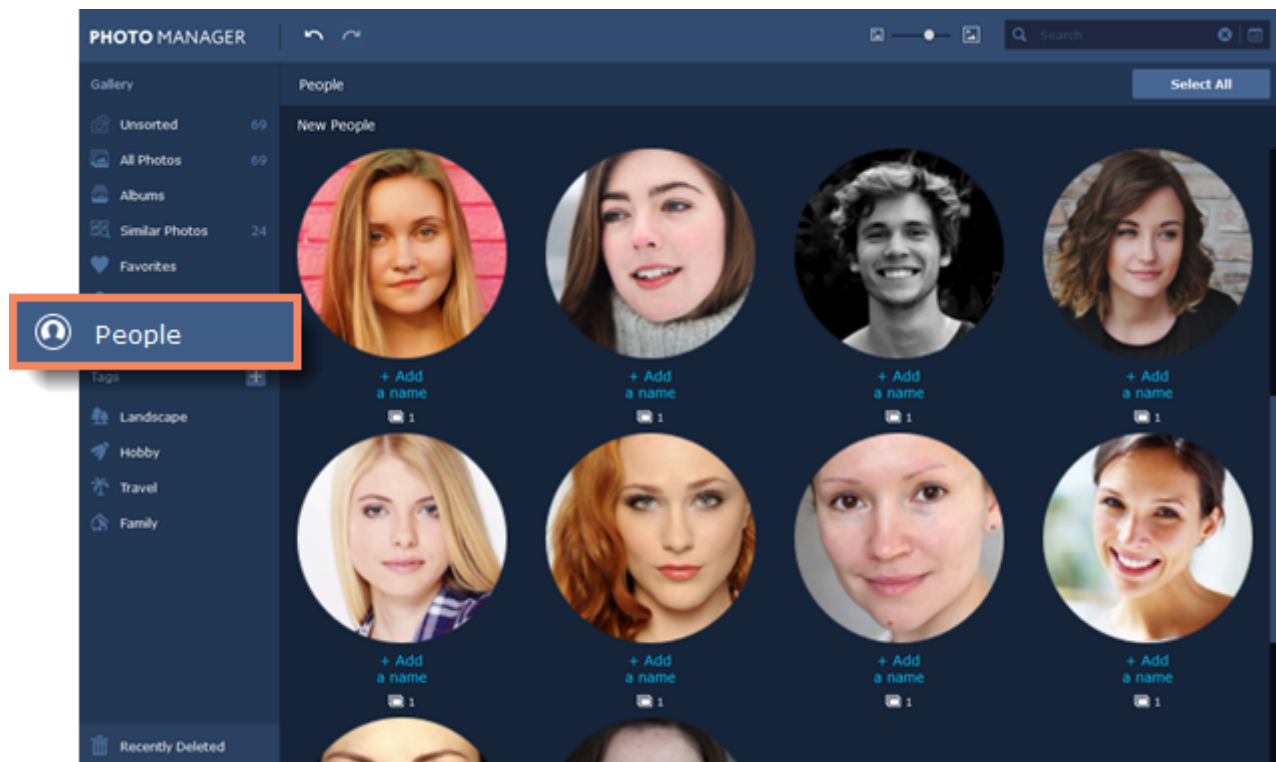 PHOTO MANAGER
Search
Gallery
People
Select All
Unsorted 69
All Photos 69
Albums
Similar Photos 24
Favorites
People
Tags
Landscape
Hobby
Travel
Family
Recently Deleted
New People
+ Add
a name
1
+ Add
a name
1
+ Add
a name
1
+ Add
a name
1
+ Add
a name
1
+ Add
a name
1
+ Add
a name
1
+ Add
a name
1